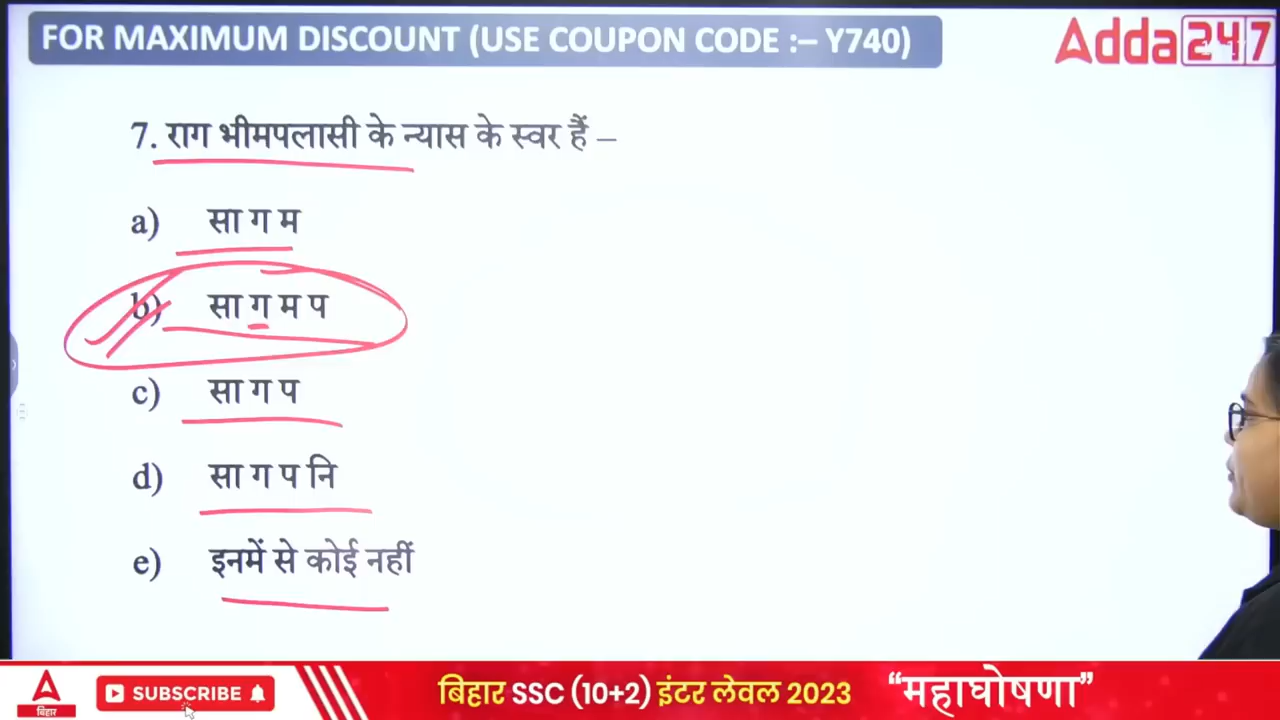 FOR MAXIMUM DISCOUNT (USE COUPON CODE :– Y740)
Adda247
7. राग भीमपलासी के न्यास के स्वर हैं –
a) सा ग म
b) सा ग म प
c) सा ग प
d) सा ग प नि
e) इनमें से कोई नहीं
बिहार
SUBSCRIBE
बिहार SSC (10+2) इंटर लेवल 2023
“महाघोषणा”